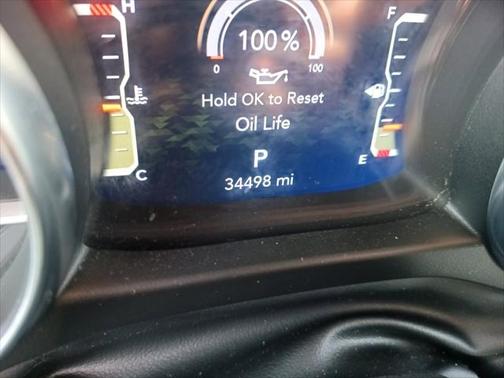 H
F
100 %
0
100
Hold OK to Reset
Oil Life
P
C
E
34498 mi